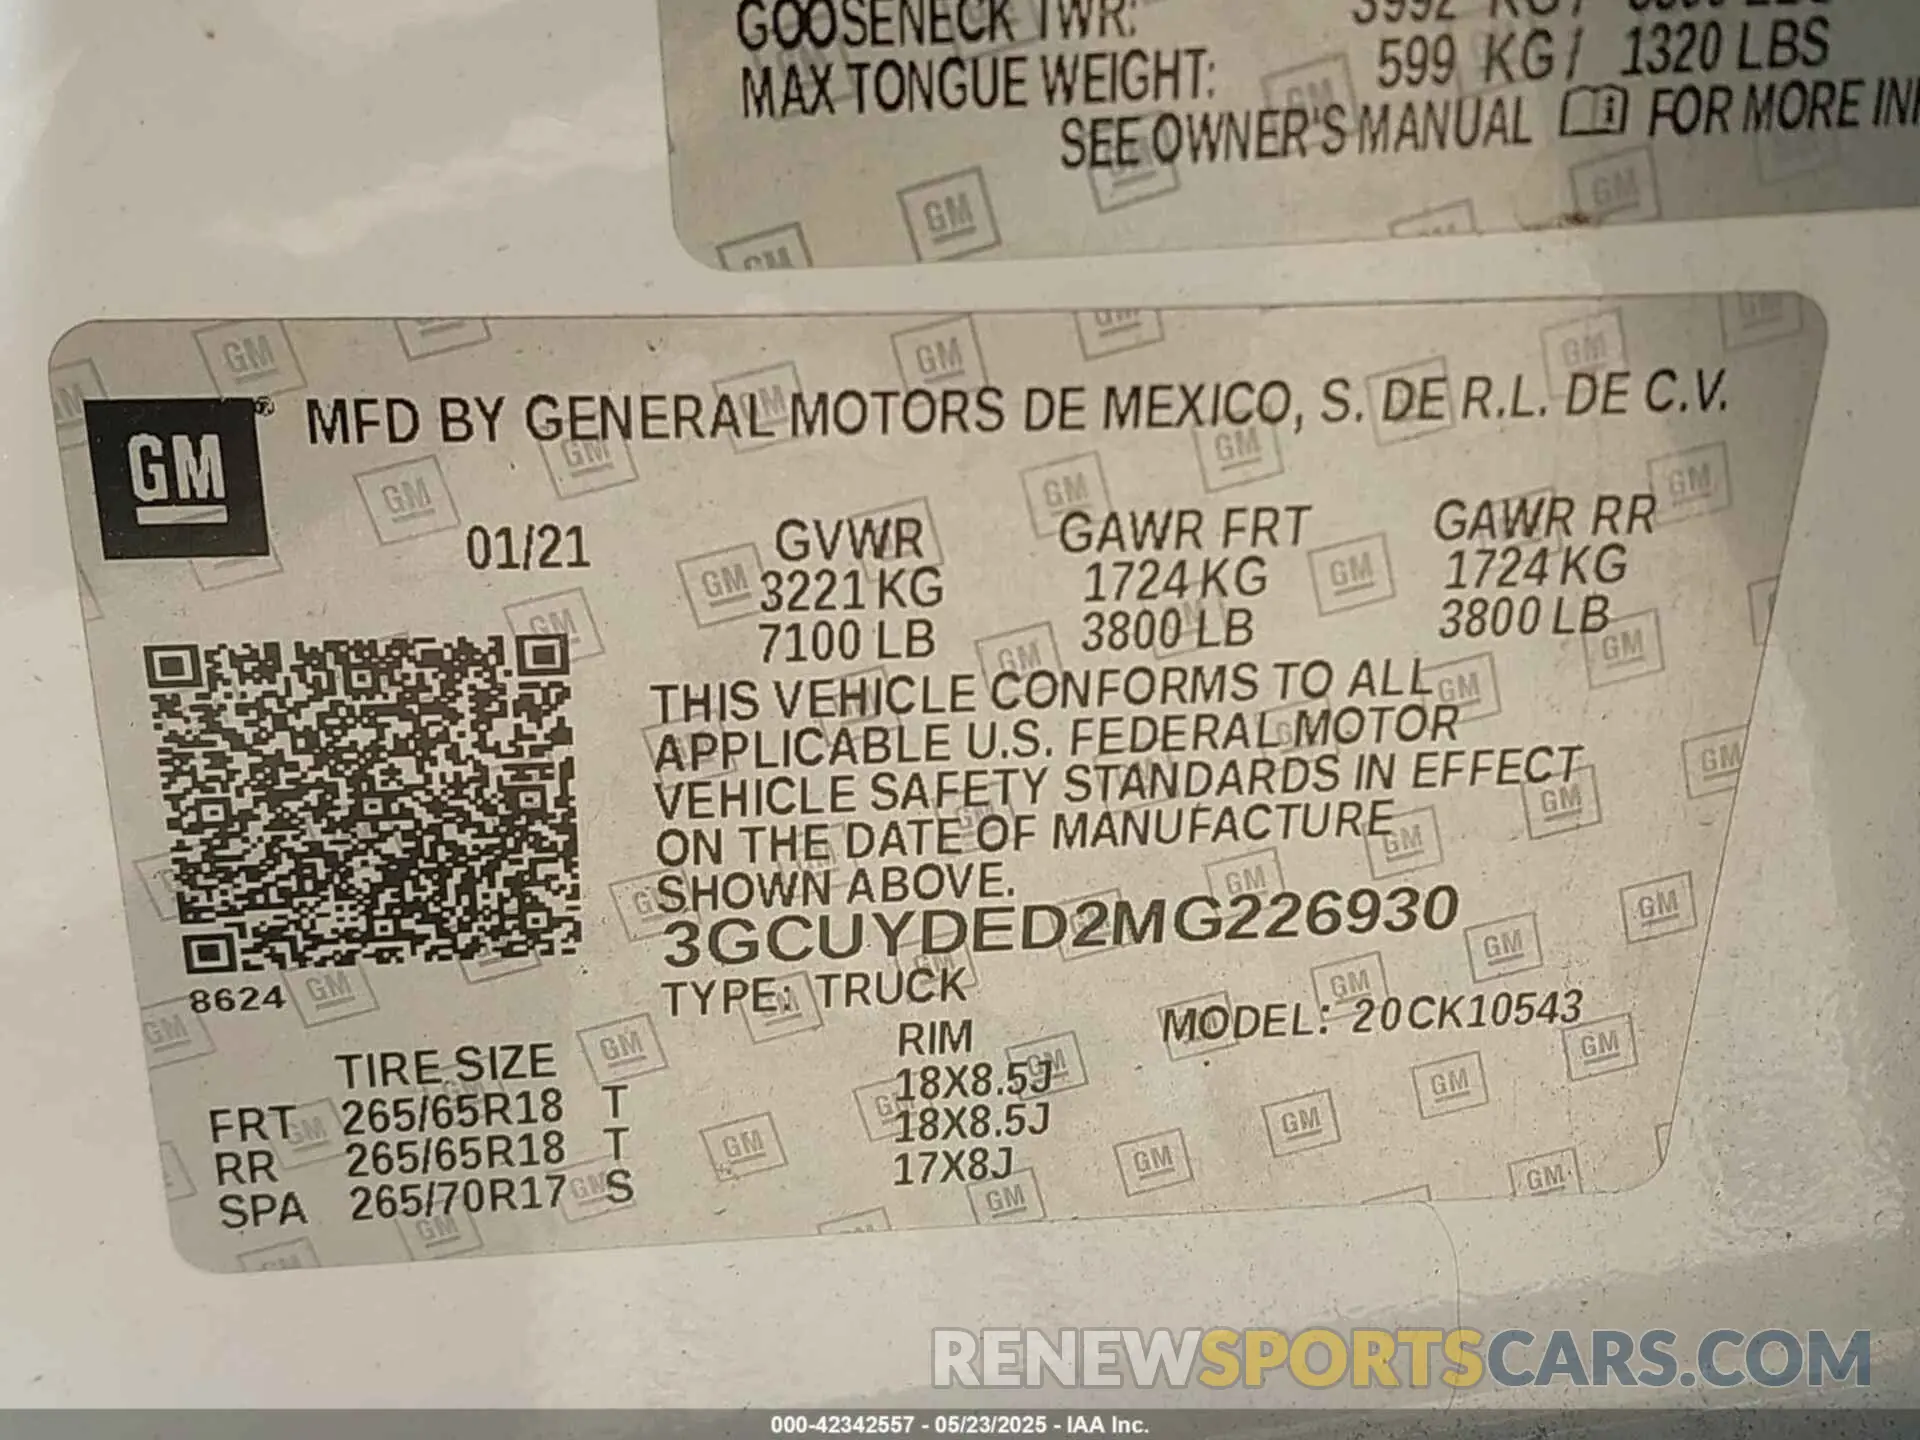 GOOSENECK TWR: 3992 KG /
MAX TONGUE WEIGHT: 599 KG / 1320 LBS
SEE OWNER'S MANUAL FOR MORE
GM ® MFD BY GENERAL MOTORS DE MEXICO, S. DE R.L. DE C.V.
01/21 GVWR GAWR FRT GAWR RR
3221 KG 1724 KG 1724 KG
7100 LB 3800 LB 3800 LB
THIS VEHICLE CONFORMS TO ALL
APPLICABLE U.S. FEDERAL MOTOR
VEHICLE SAFETY STANDARDS IN EFFECT
ON THE DATE OF MANUFACTURE
SHOWN ABOVE.
3GCUYDED2MG226930
8624 TYPE: TRUCK
MODEL: 20CK10543
TIRE SIZE RIM
FRT 265/65R18 T 18X8.5J
RR 265/65R18 T 18X8.5J
SPA 265/70R17 S 17X8J
RENEWSPORTSCARS.COM
000-42342557 - 05/23/2025 - IAA Inc.